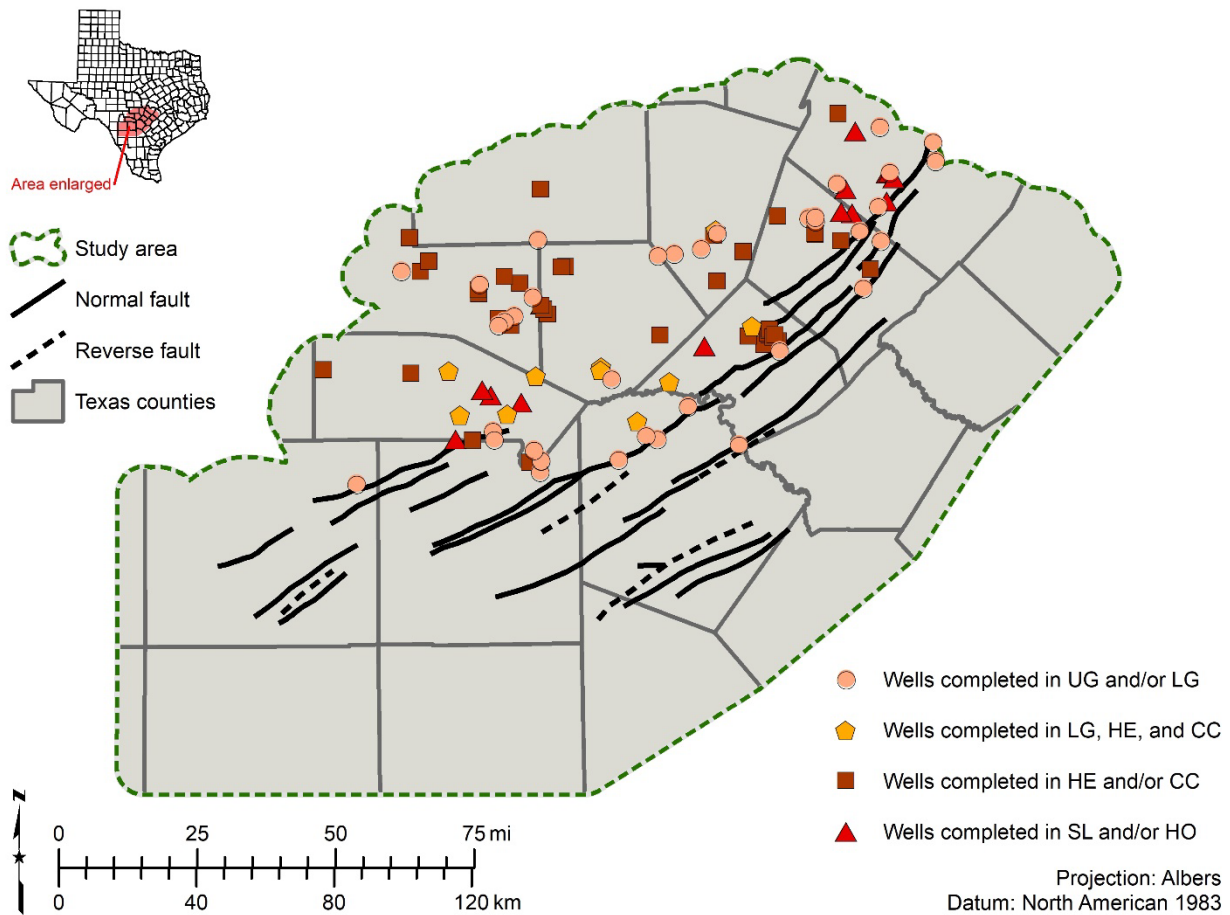 Area enlarged
Study area
Normal fault
Reverse fault
Texas counties
Wells completed in UG and/or LG
Wells completed in LG, HE, and CC
Wells completed in HE and/or CC
Wells completed in SL and/or HO
N
0 25 50 75 mi
0 40 80 120 km
Projection: Albers
Datum: North American 1983